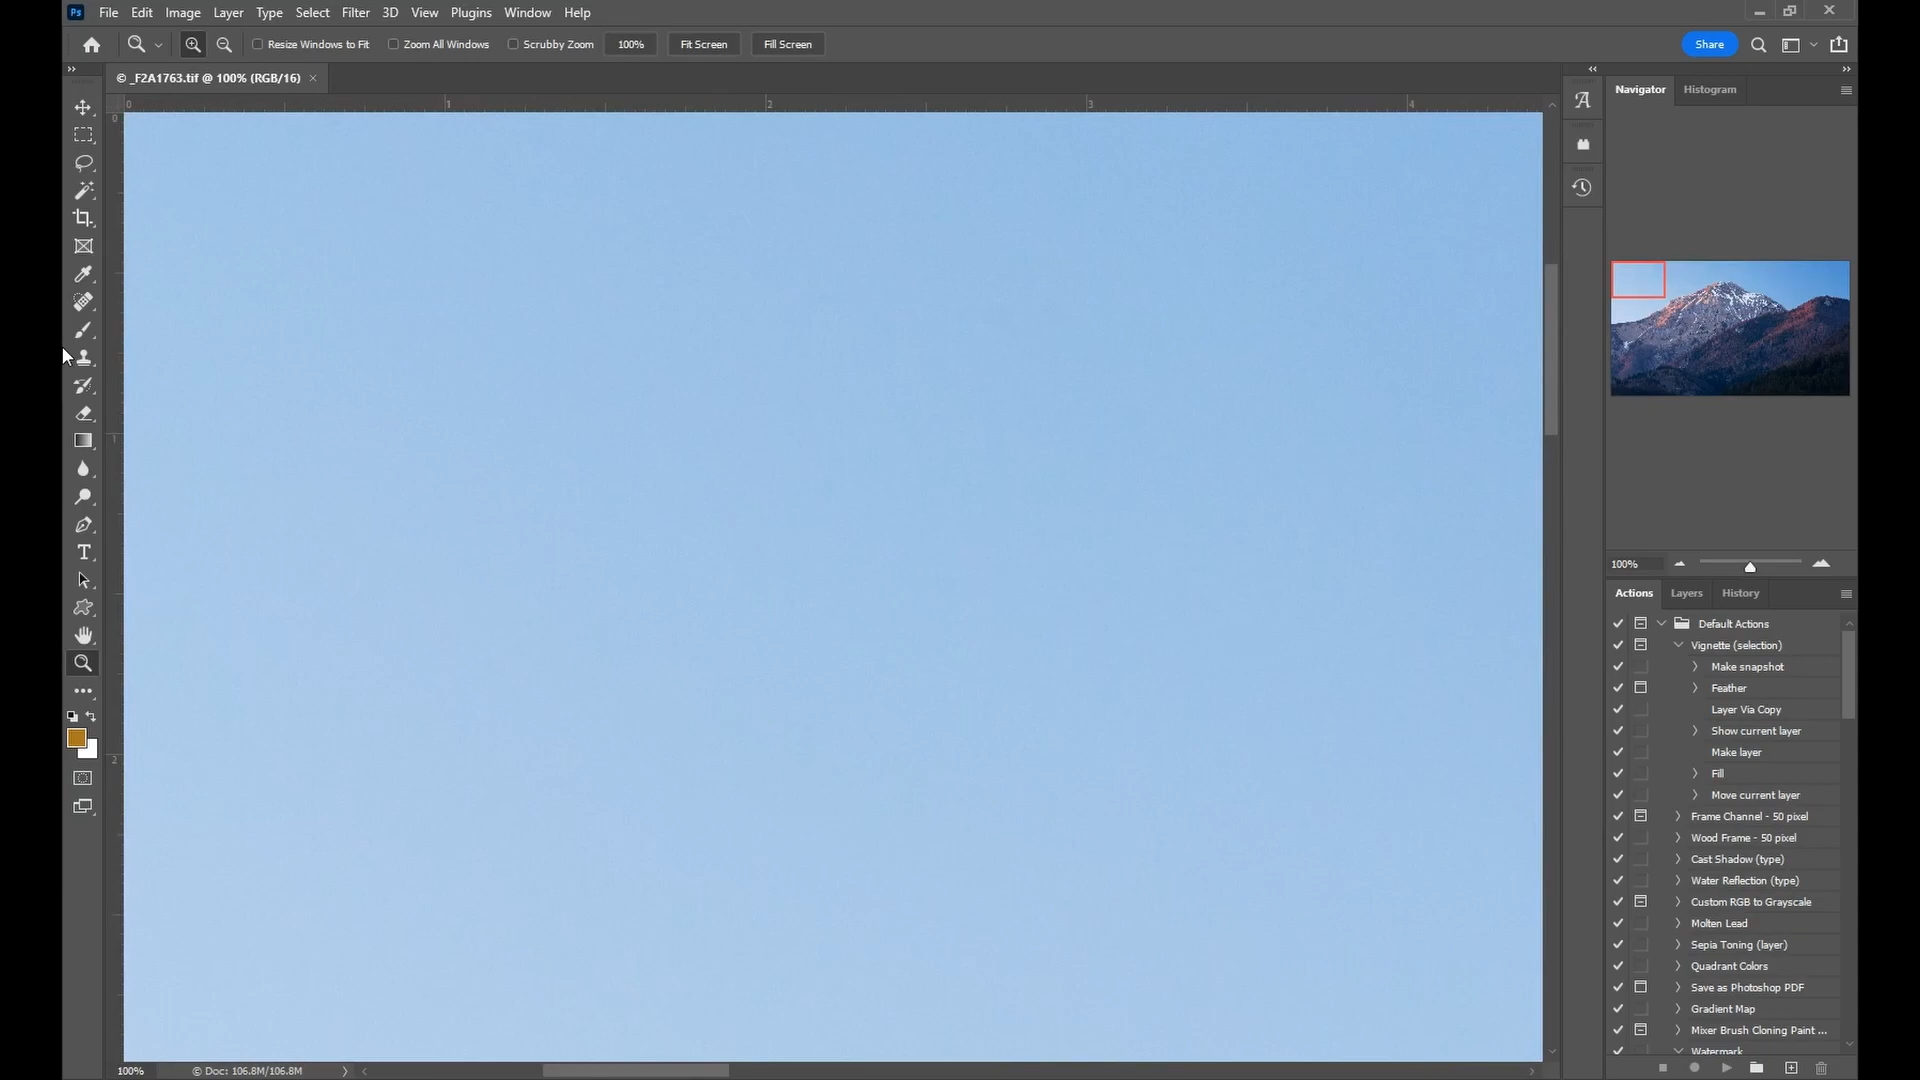 Ps File Edit Image Layer Type Select Filter 3D View Plugins Window Help
Resize Windows to Fit Zoom All Windows Scrubby Zoom 100% Fit Screen Fill Screen Share
© _F2A1763.tif @ 100% (RGB/16) ×
Navigator Histogram
0 1 2 3 4
0
1
2
100%
Actions Layers History
Default Actions
Vignette (selection)
Make snapshot
Feather
Layer Via Copy
Show current layer
Make layer
Fill
Move current layer
Frame Channel - 50 pixel
Wood Frame - 50 pixel
Cast Shadow (type)
Water Reflection (type)
Custom RGB to Grayscale
Molten Lead
Sepia Toning (layer)
Quadrant Colors
Save as Photoshop PDF
Gradient Map
Mixer Brush Cloning Paint ...
Watermark
100% © Doc: 106.8M/106.8M